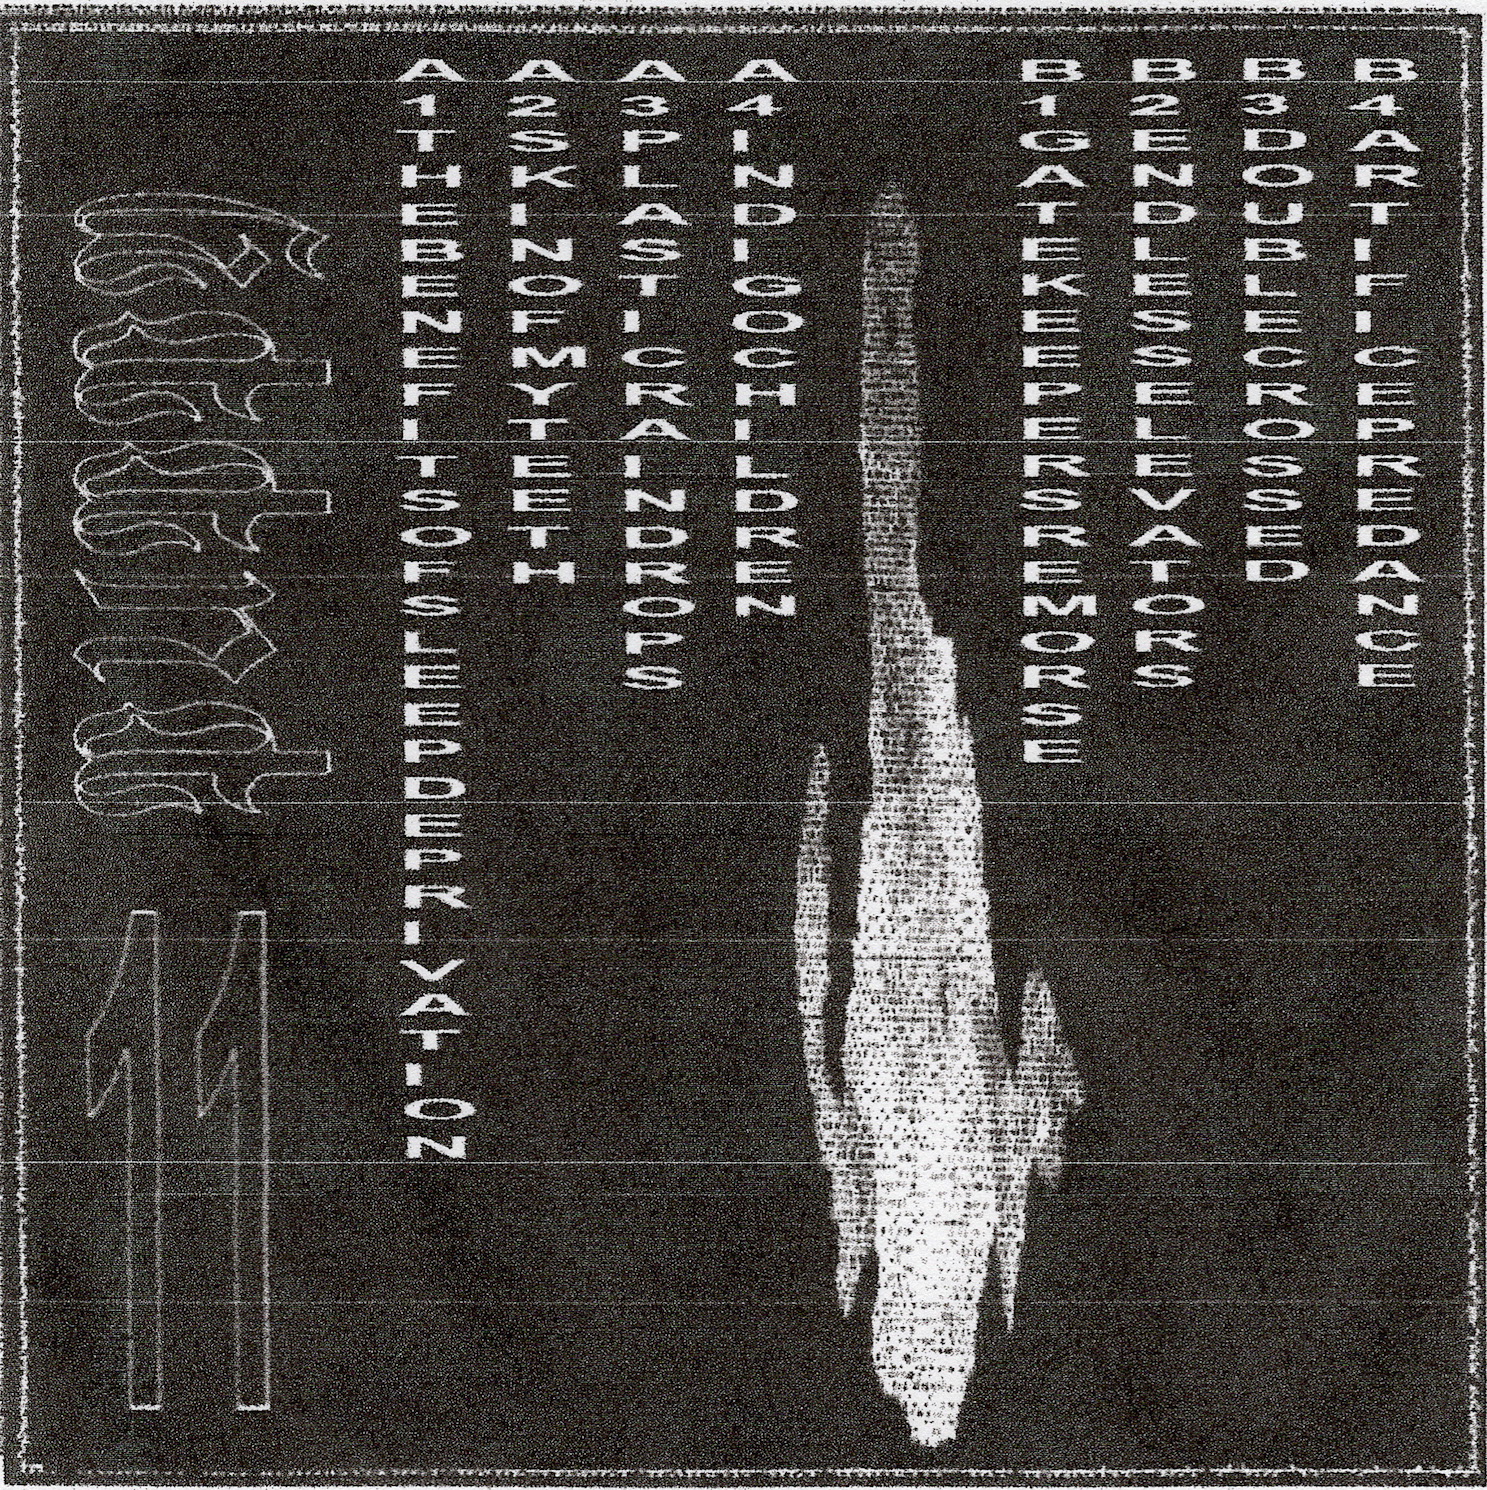 11
A1THEBENEFITSOFSLEEPDEPRIVATION
A2SKINOFMYTEETH
A3PLASTICRAINDROPS
A4INDIGOCHILDREN
B1GATEKEEPERSREMORSE
B2ENDLESSELEVATORS
B3DOUBLECROSSED
B4ARTIFICEPREDANCE